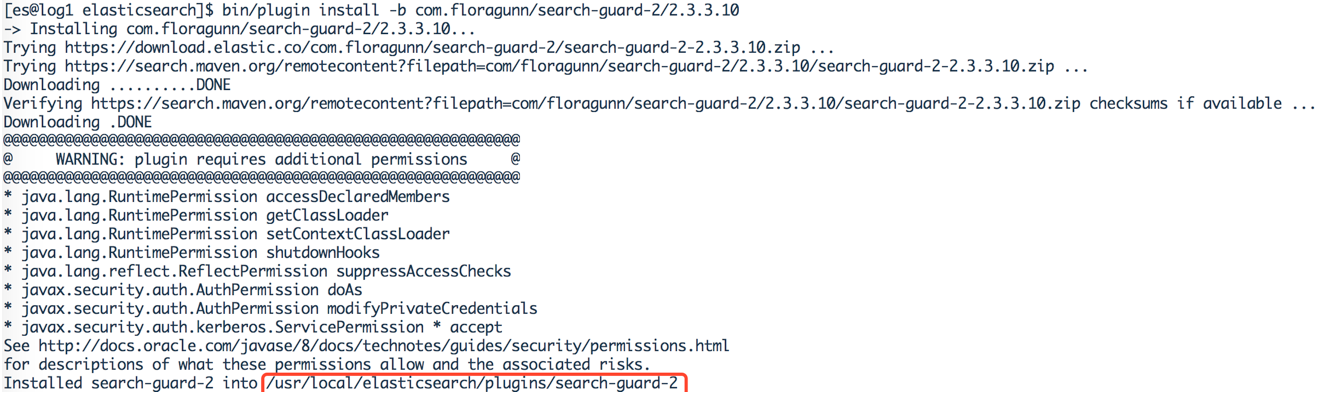 [es@log1 elasticsearch]$ bin/plugin install -b com.floragunn/search-guard-2/2.3.3.10
-> Installing com.floragunn/search-guard-2/2.3.3.10...
Trying https://download.elastic.co/com.floragunn/search-guard-2/search-guard-2-2.3.3.10.zip ...
Trying https://search.maven.org/remotecontent?filepath=com/floragunn/search-guard-2/2.3.3.10/search-guard-2-2.3.3.10.zip ...
Downloading ..........DONE
Verifying https://search.maven.org/remotecontent?filepath=com/floragunn/search-guard-2/2.3.3.10/search-guard-2-2.3.3.10.zip checksums if available ...
Downloading .DONE
@@@@@@@@@@@@@@@@@@@@@@@@@@@@@@@@@@@@@@@@@@@@@@@@@@@@@@@@@@@
@     WARNING: plugin requires additional permissions     @
@@@@@@@@@@@@@@@@@@@@@@@@@@@@@@@@@@@@@@@@@@@@@@@@@@@@@@@@@@@
* java.lang.RuntimePermission accessDeclaredMembers
* java.lang.RuntimePermission getClassLoader
* java.lang.RuntimePermission setContextClassLoader
* java.lang.RuntimePermission shutdownHooks
* java.lang.reflect.ReflectPermission suppressAccessChecks
* javax.security.auth.AuthPermission doAs
* javax.security.auth.AuthPermission modifyPrivateCredentials
* javax.security.auth.kerberos.ServicePermission * accept
See http://docs.oracle.com/javase/8/docs/technotes/guides/security/permissions.html
for descriptions of what these permissions allow and the associated risks.
Installed search-guard-2 into /usr/local/elasticsearch/plugins/search-guard-2